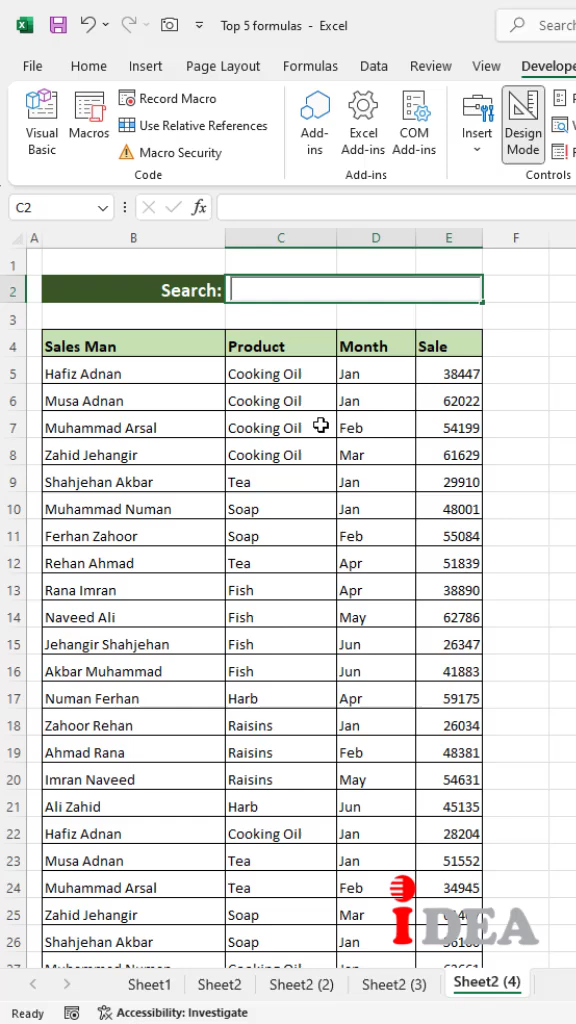 Top 5 formulas - Excel
Search
File Home Insert Page Layout Formulas Data Review View Develope
Visual Basic
Macros
Record Macro
Use Relative References
Macro Security
Code
Add-ins
Excel Add-ins
COM Add-ins
Add-ins
Insert
Design Mode
Controls
C2
fx
A B C D E F
1
2 Search:
3
4 Sales Man Product Month Sale
5 Hafiz Adnan Cooking Oil Jan 38447
6 Musa Adnan Cooking Oil Jan 62022
7 Muhammad Arsal Cooking Oil Feb 54199
8 Zahid Jehangir Cooking Oil Mar 61629
9 Shahjehan Akbar Tea Jan 29910
10 Muhammad Numan Soap Jan 48001
11 Ferhan Zahoor Soap Feb 55084
12 Rehan Ahmad Tea Apr 51839
13 Rana Imran Fish Apr 38890
14 Naveed Ali Fish May 62786
15 Jehangir Shahjehan Fish Jun 26347
16 Akbar Muhammad Fish Jun 41883
17 Numan Ferhan Harb Apr 59175
18 Zahoor Rehan Raisins Jan 26034
19 Ahmad Rana Raisins Feb 48381
20 Imran Naveed Raisins May 54631
21 Ali Zahid Harb Jun 45135
22 Hafiz Adnan Cooking Oil Jan 28204
23 Musa Adnan Tea Jan 51552
24 Muhammad Arsal Tea Feb 34945
25 Zahid Jehangir Soap Mar
26 Shahjehan Akbar Soap Jan
27 Muhammad Numan Cooking Oil Jan
iDEA
Sheet1 Sheet2 Sheet2 (2) Sheet2 (3) Sheet2 (4)
Ready Accessibility: Investigate